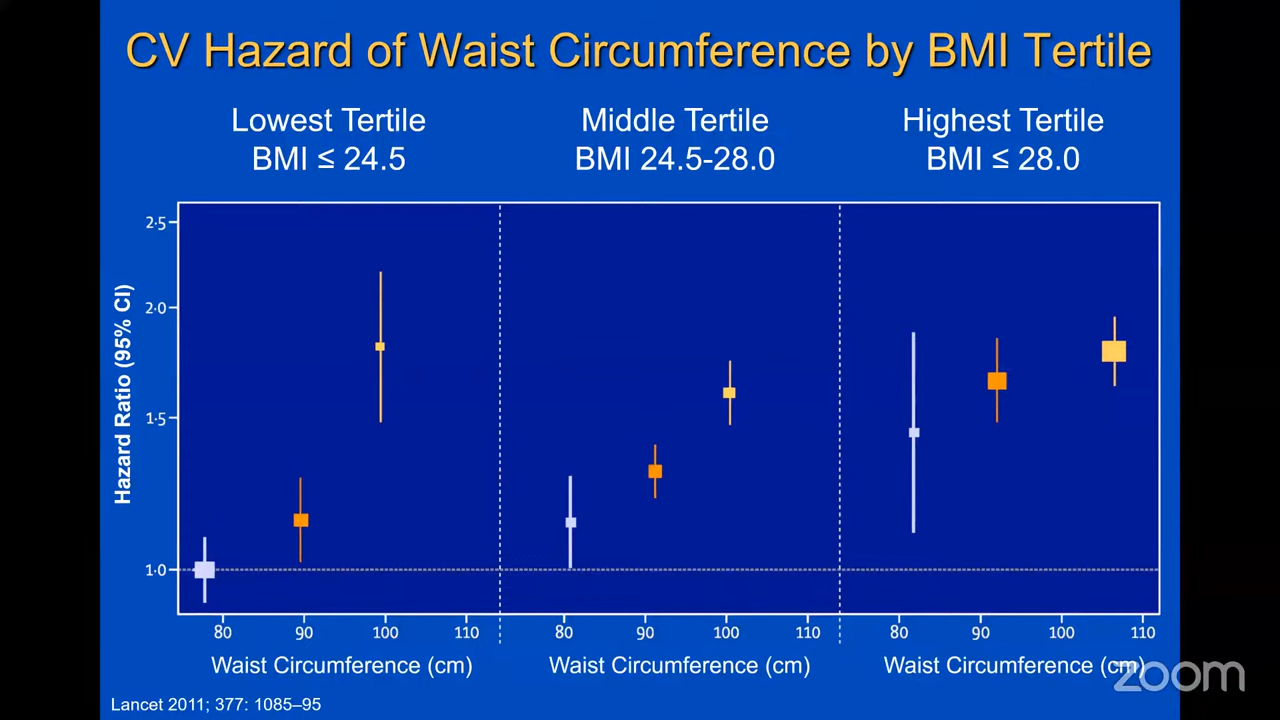 CV Hazard of Waist Circumference by BMI Tertile
Lowest Tertile
BMI ≤ 24.5
Middle Tertile
BMI 24.5-28.0
Highest Tertile
BMI ≤ 28.0
Hazard Ratio (95% CI)
2·5
2·0
1·5
1·0
80 90 100 110
80 90 100 110
80 90 100 110
Waist Circumference (cm)
Waist Circumference (cm)
Waist Circumference (cm)
zoom
Lancet 2011; 377: 1085–95